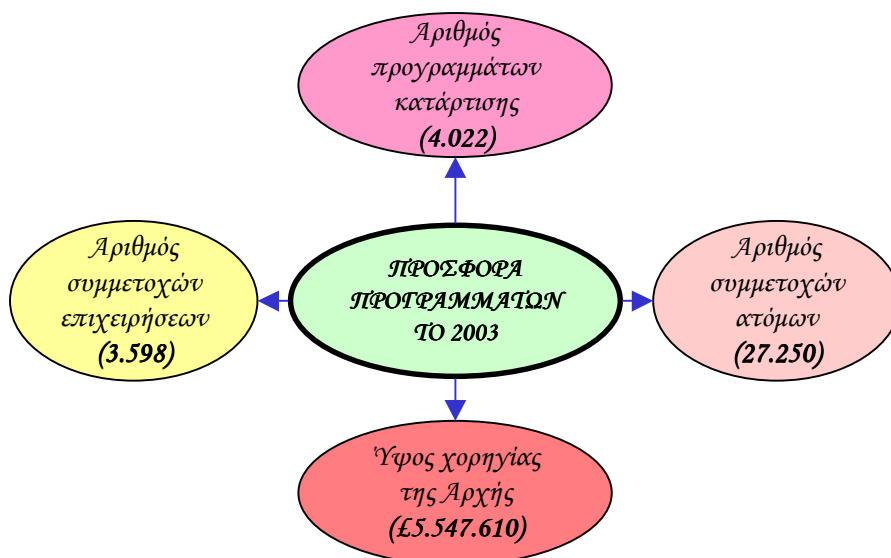 Αριθμός
προγραμμάτων
κατάρτισης
(4.022)
Αριθμός
συμμετοχών
επιχειρήσεων
(3.598)
ΠΡΟΣΦΟΡΑ
ΠΡΟΓΡΑΜΜΑΤΩΝ
ΤΟ 2003
Αριθμός
συμμετοχών
ατόμων
(27.250)
Ύψος χορηγίας
της Αρχής
(£5.547.610)